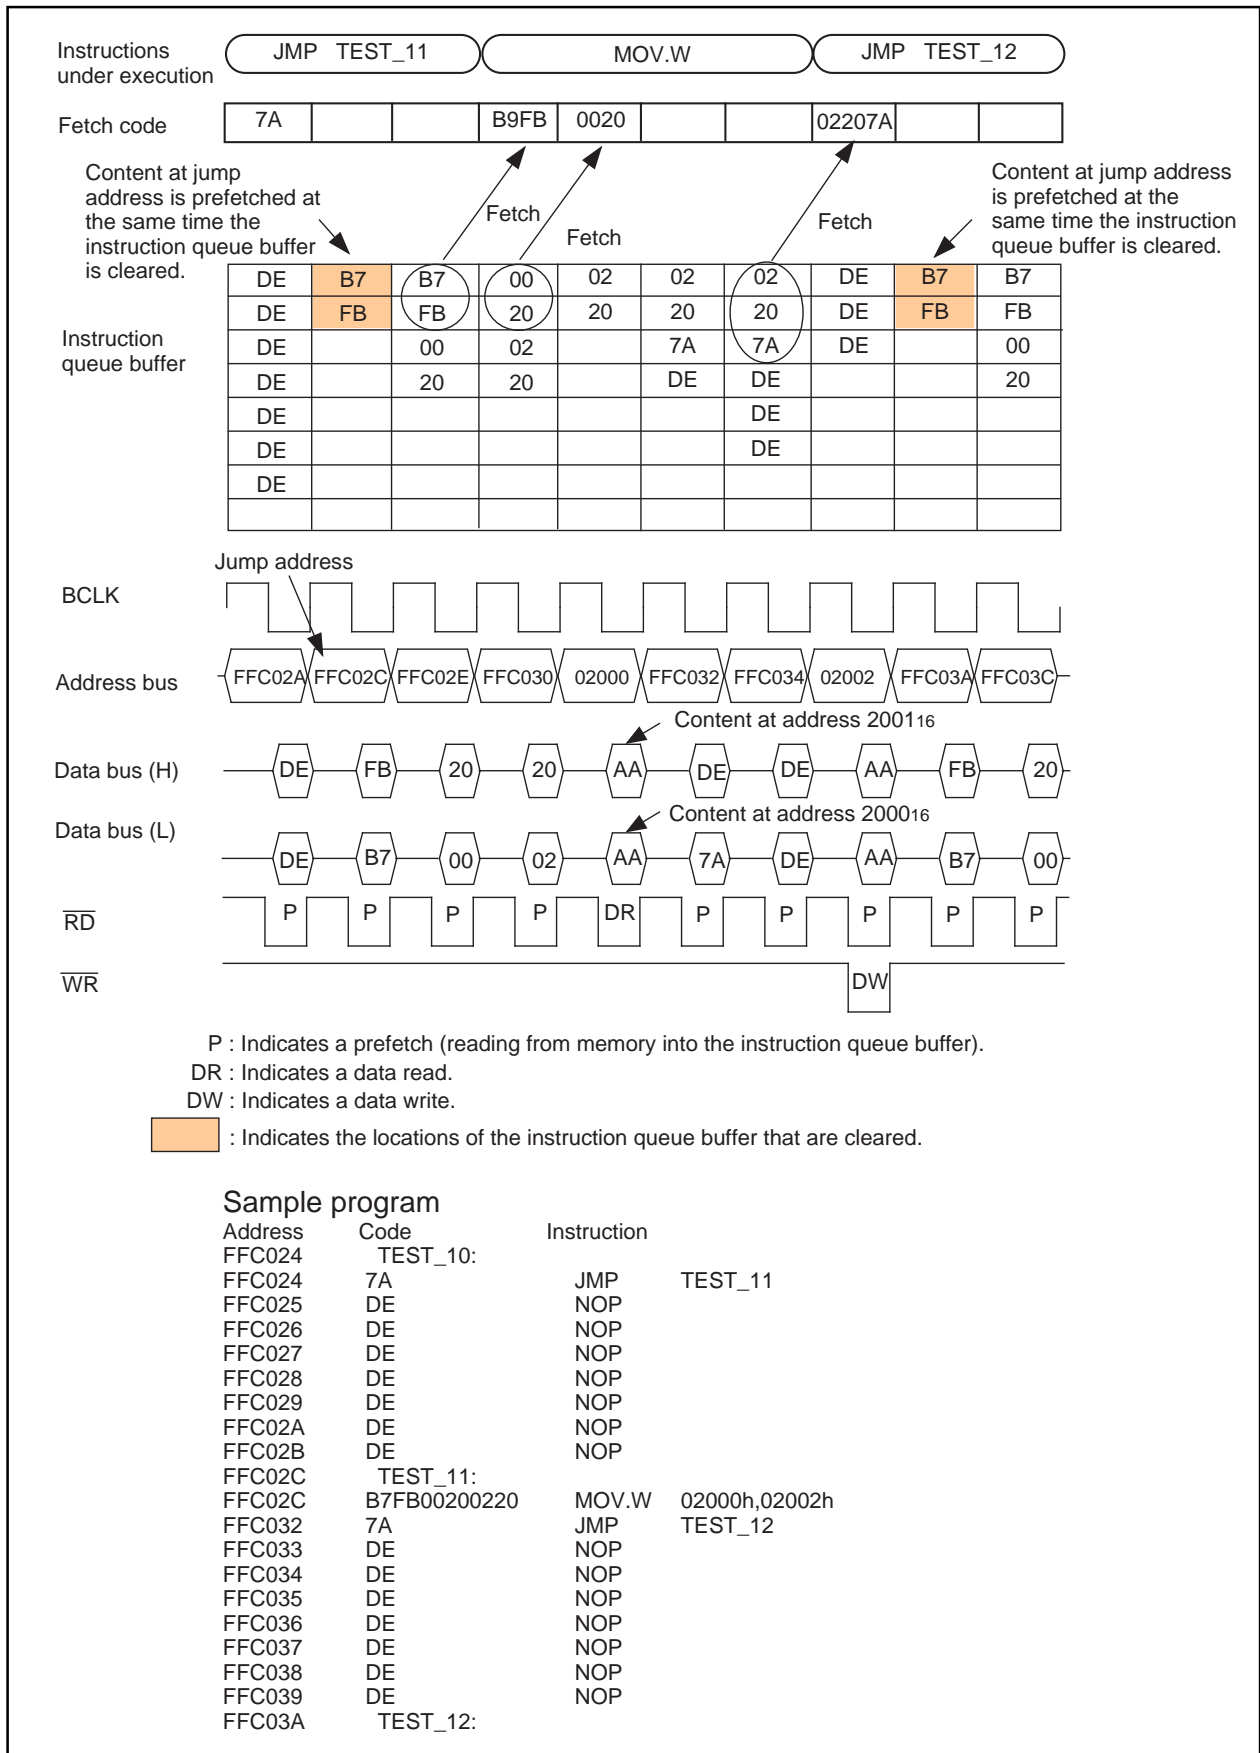 Instructions
under execution
JMP TEST_11
MOV.W
JMP TEST_12
Fetch code
7A B9FB 0020 02207A
Content at jump
address is prefetched at
the same time the
instruction queue buffer
is cleared.
Fetch
Fetch
Fetch
Content at jump address
is prefetched at the
same time the instruction
queue buffer is cleared.
Instruction
queue buffer
DE B7 B7 00 02 02 02 DE B7 B7
DE FB FB 20 20 20 20 DE FB FB
DE 00 02 7A 7A DE 00
DE 20 20 DE DE 20
DE DE
DE DE
DE
Jump address
BCLK
Address bus
FFC02A FFC02C FFC02E FFC030 02000 FFC032 FFC034 02002 FFC03A FFC03C
Content at address 200116
Data bus (H)
DE FB 20 20 AA DE DE AA FB 20
Content at address 200016
Data bus (L)
DE B7 00 02 AA 7A DE AA B7 00
RD
P P P P DR P P P P P
WR
DW
P : Indicates a prefetch (reading from memory into the instruction queue buffer).
DR : Indicates a data read.
DW : Indicates a data write.
: Indicates the locations of the instruction queue buffer that are cleared.
Sample program
Address Code Instruction
FFC024 TEST_10:
FFC024 7A JMP TEST_11
FFC025 DE NOP
FFC026 DE NOP
FFC027 DE NOP
FFC028 DE NOP
FFC029 DE NOP
FFC02A DE NOP
FFC02B DE NOP
FFC02C TEST_11:
FFC02C B7FB00200220 MOV.W 02000h,02002h
FFC032 7A JMP TEST_12
FFC033 DE NOP
FFC034 DE NOP
FFC035 DE NOP
FFC036 DE NOP
FFC037 DE NOP
FFC038 DE NOP
FFC039 DE NOP
FFC03A TEST_12: